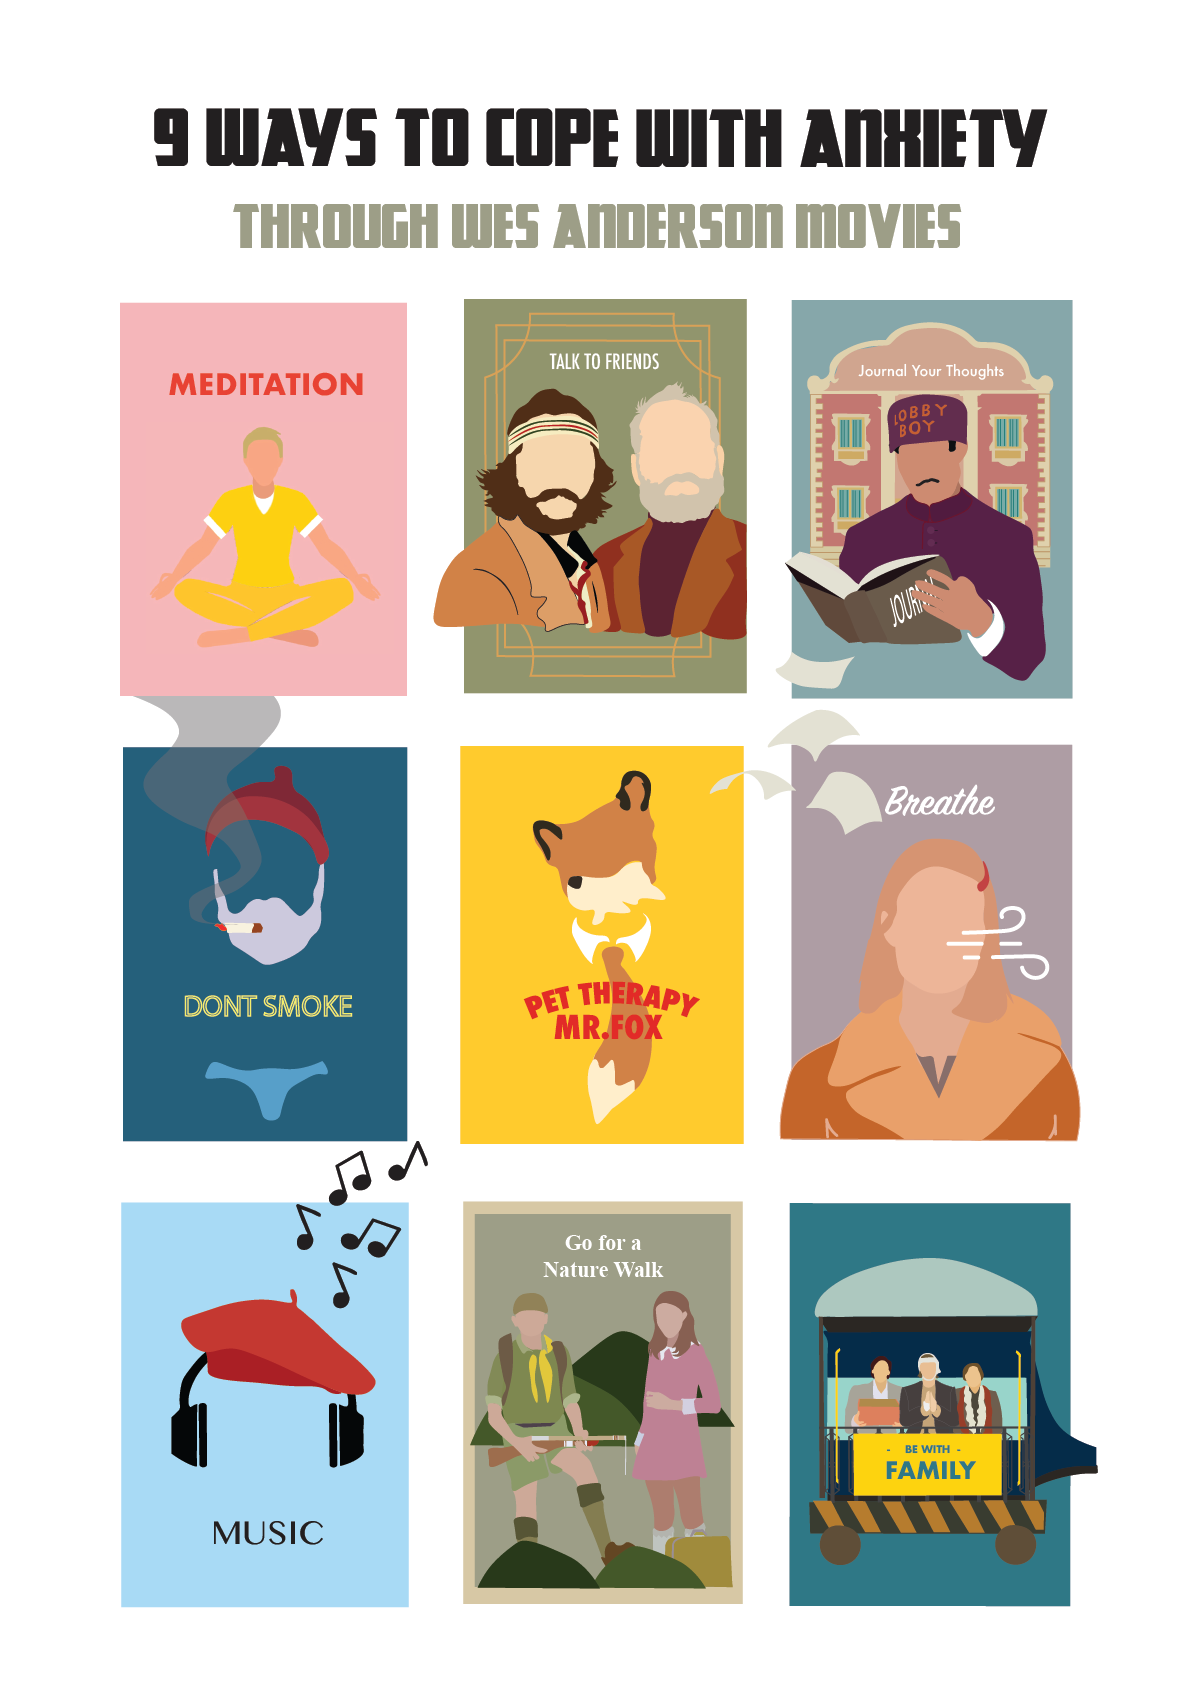 9 WAYS TO COPE WITH ANXIETY
THROUGH WES ANDERSON MOVIES
MEDITATION
TALK TO FRIENDS
Journal Your Thoughts
LOBBY
BOY
JOURN
DONT SMOKE
PET THERAPY
MR.FOX
Breathe
MUSIC
Go for a
Nature Walk
- BE WITH -
FAMILY